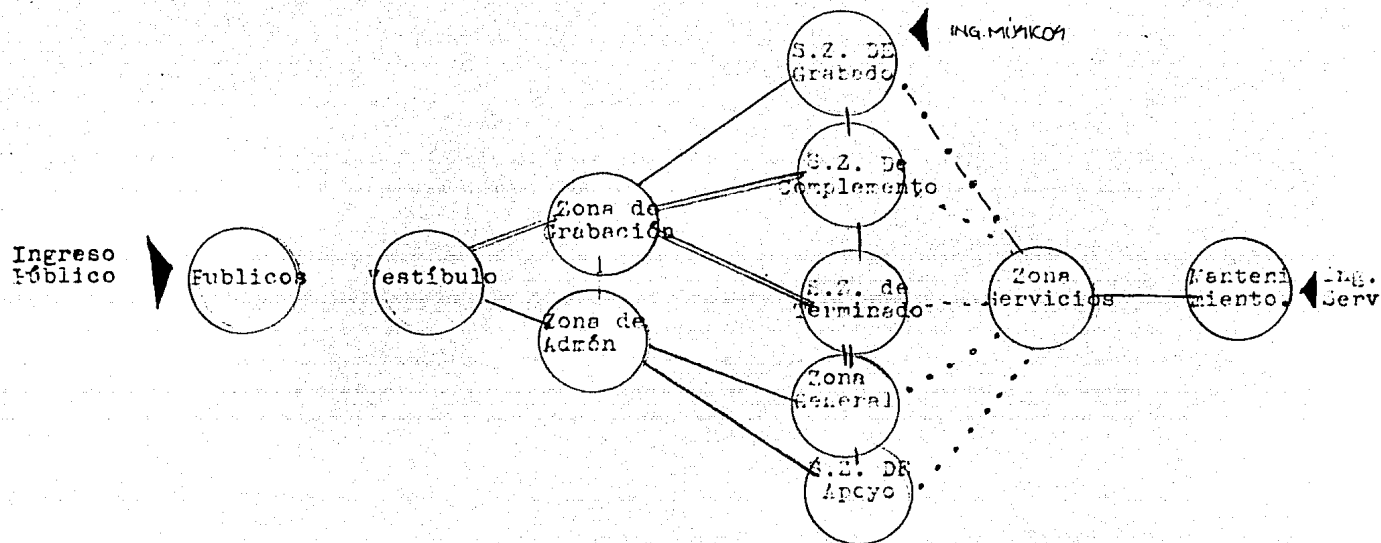 ING. MÚSICOS
S.Z. DE
Grabado
S.Z. De
Complemento
Zona de
Grabación
Ingreso
Público
Publicos
Vestíbulo
Zona de
Admón
S.Z. de
Terminado
Zona
General
S.Z. DE
Apoyo
Zona
Servicios
Manteni
miento.
Ing.
Serv